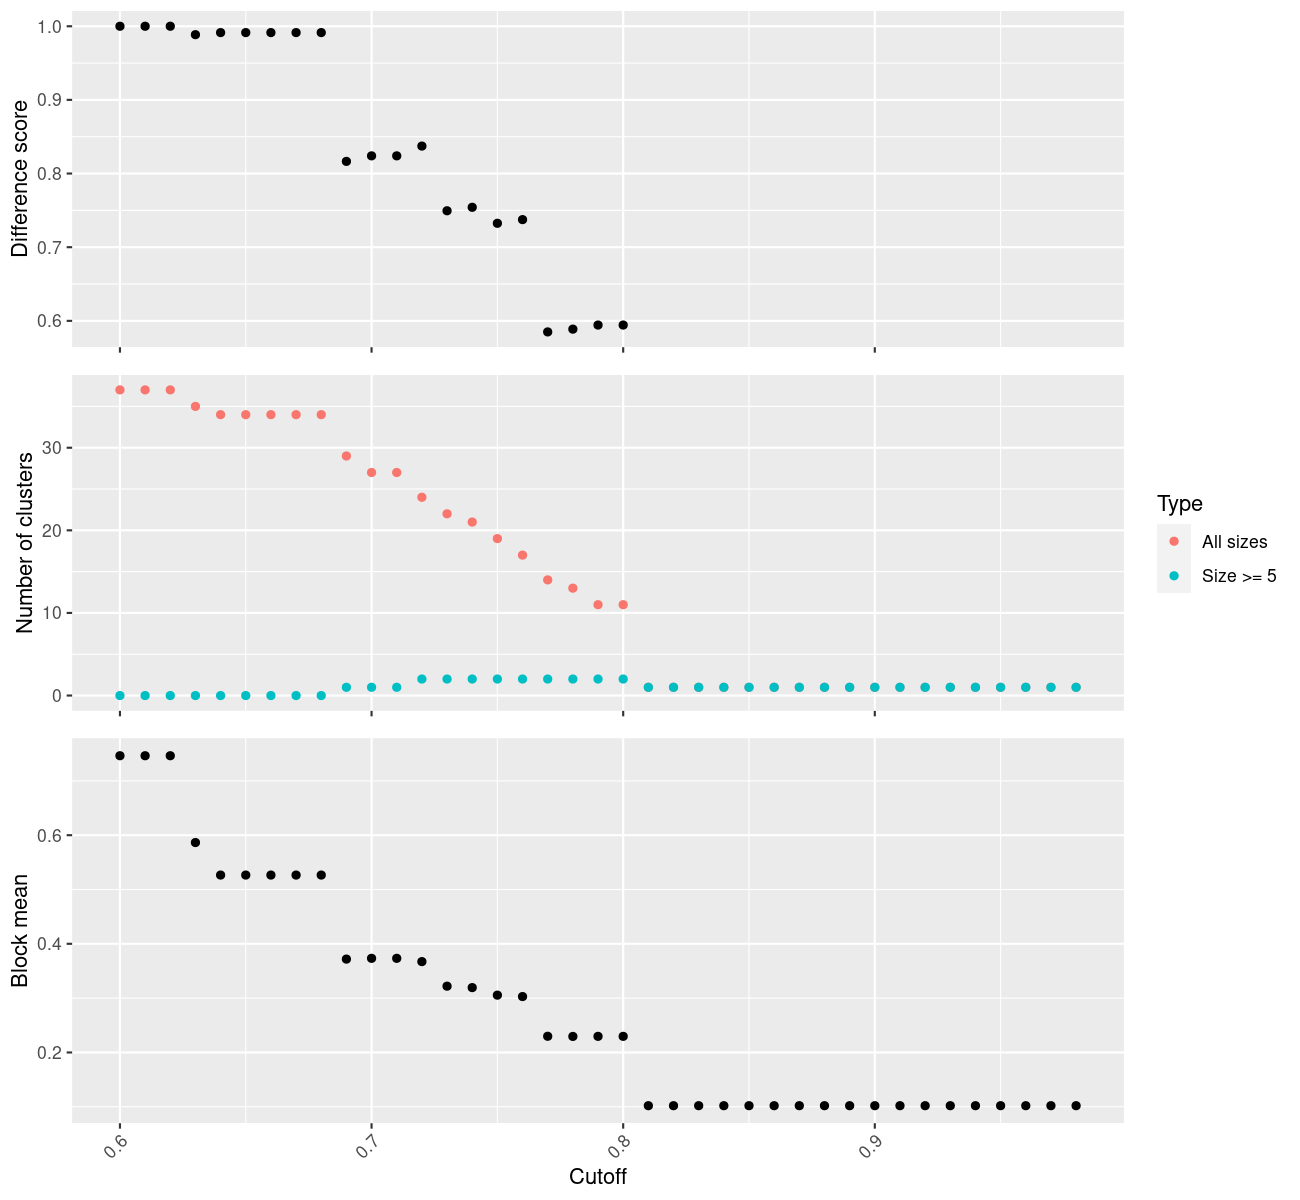 Difference score
1.0
0.9
0.8
0.7
0.6
Number of clusters
30
20
10
0
Type
All sizes
Size >= 5
Block mean
0.6
0.4
0.2
0.6
0.7
0.8
0.9
Cutoff